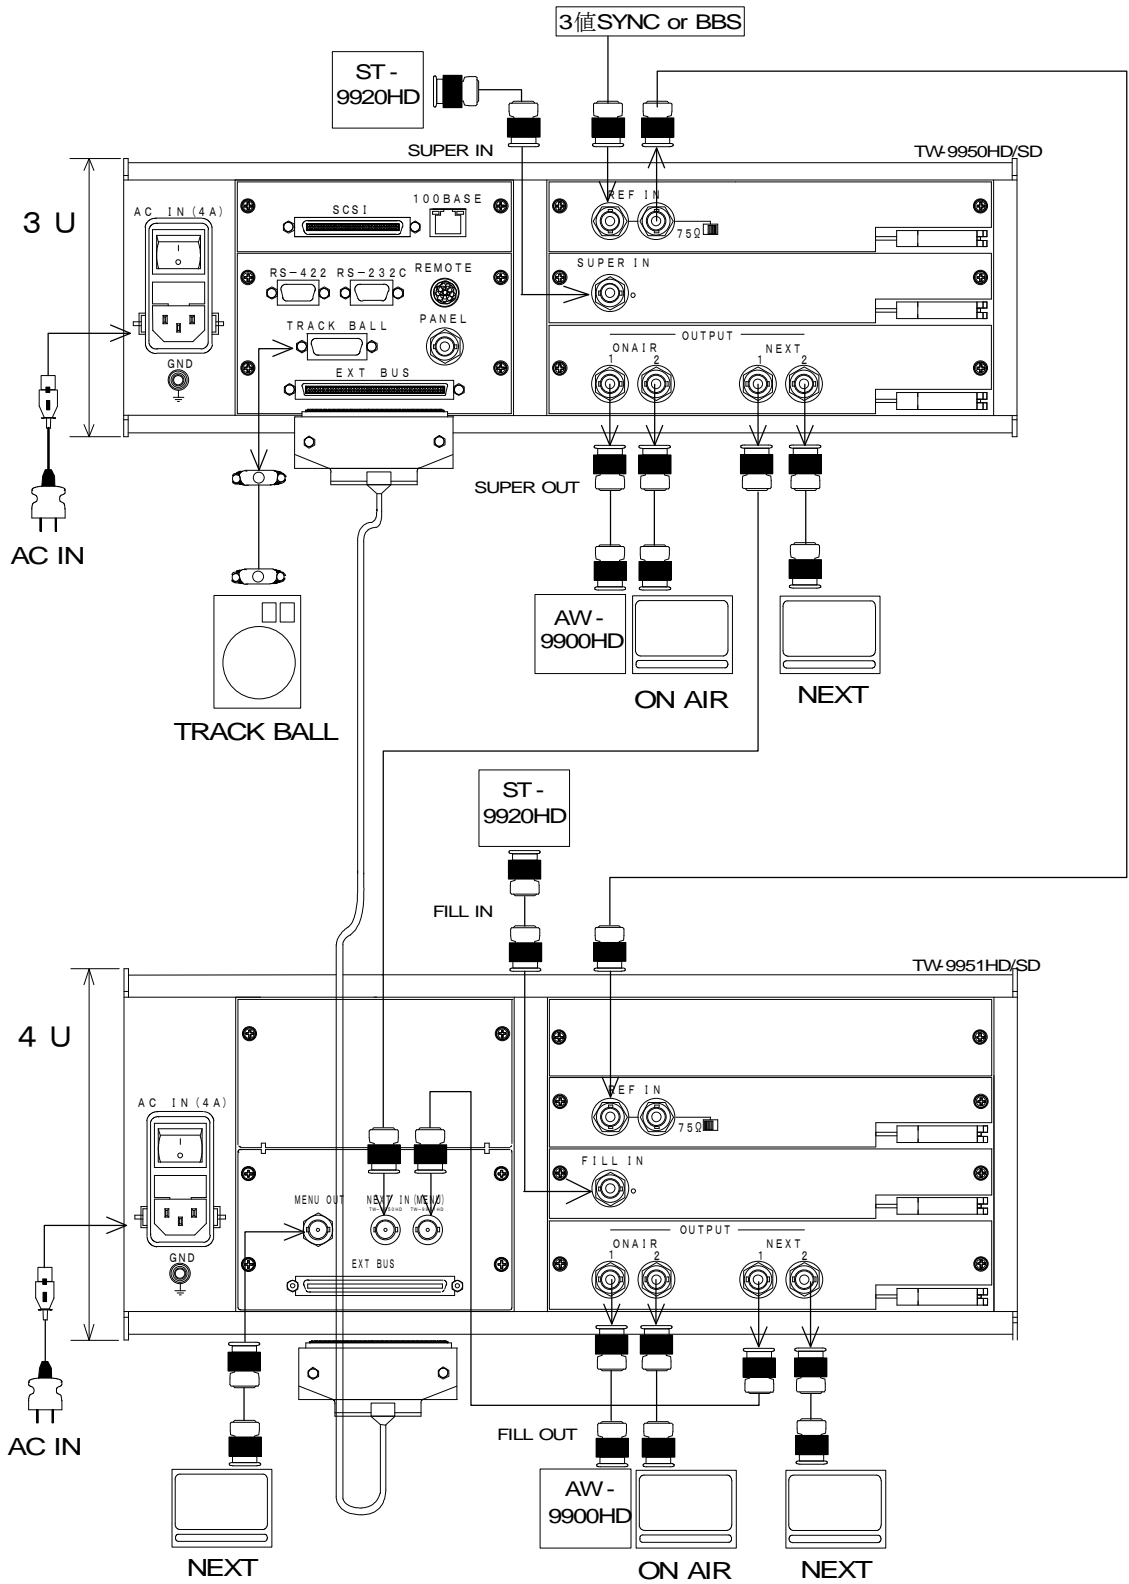 3値SYNC or BBS
ST-
9920HD
SUPER IN
TW-9950HD/SD
3 U
AC IN(4A)
SCSI
100BASE
REF IN
75Ω
RS-422
RS-232C
REMOTE
SUPER IN
TRACK BALL
PANEL
OUTPUT
ONAIR
NEXT
1
2
1
2
GND
EXT BUS
SUPER OUT
AC IN
AW-
9900HD
ON AIR
NEXT
TRACK BALL
ST-
9920HD
FILL IN
TW-9951HD/SD
4 U
AC IN(4A)
REF IN
75Ω
FILL IN
MENU OUT
NEXT IN(MENU)
TW-9950HD
OUTPUT
ONAIR
NEXT
1
2
1
2
GND
EXT BUS
FILL OUT
AC IN
AW-
9900HD
NEXT
ON AIR
NEXT